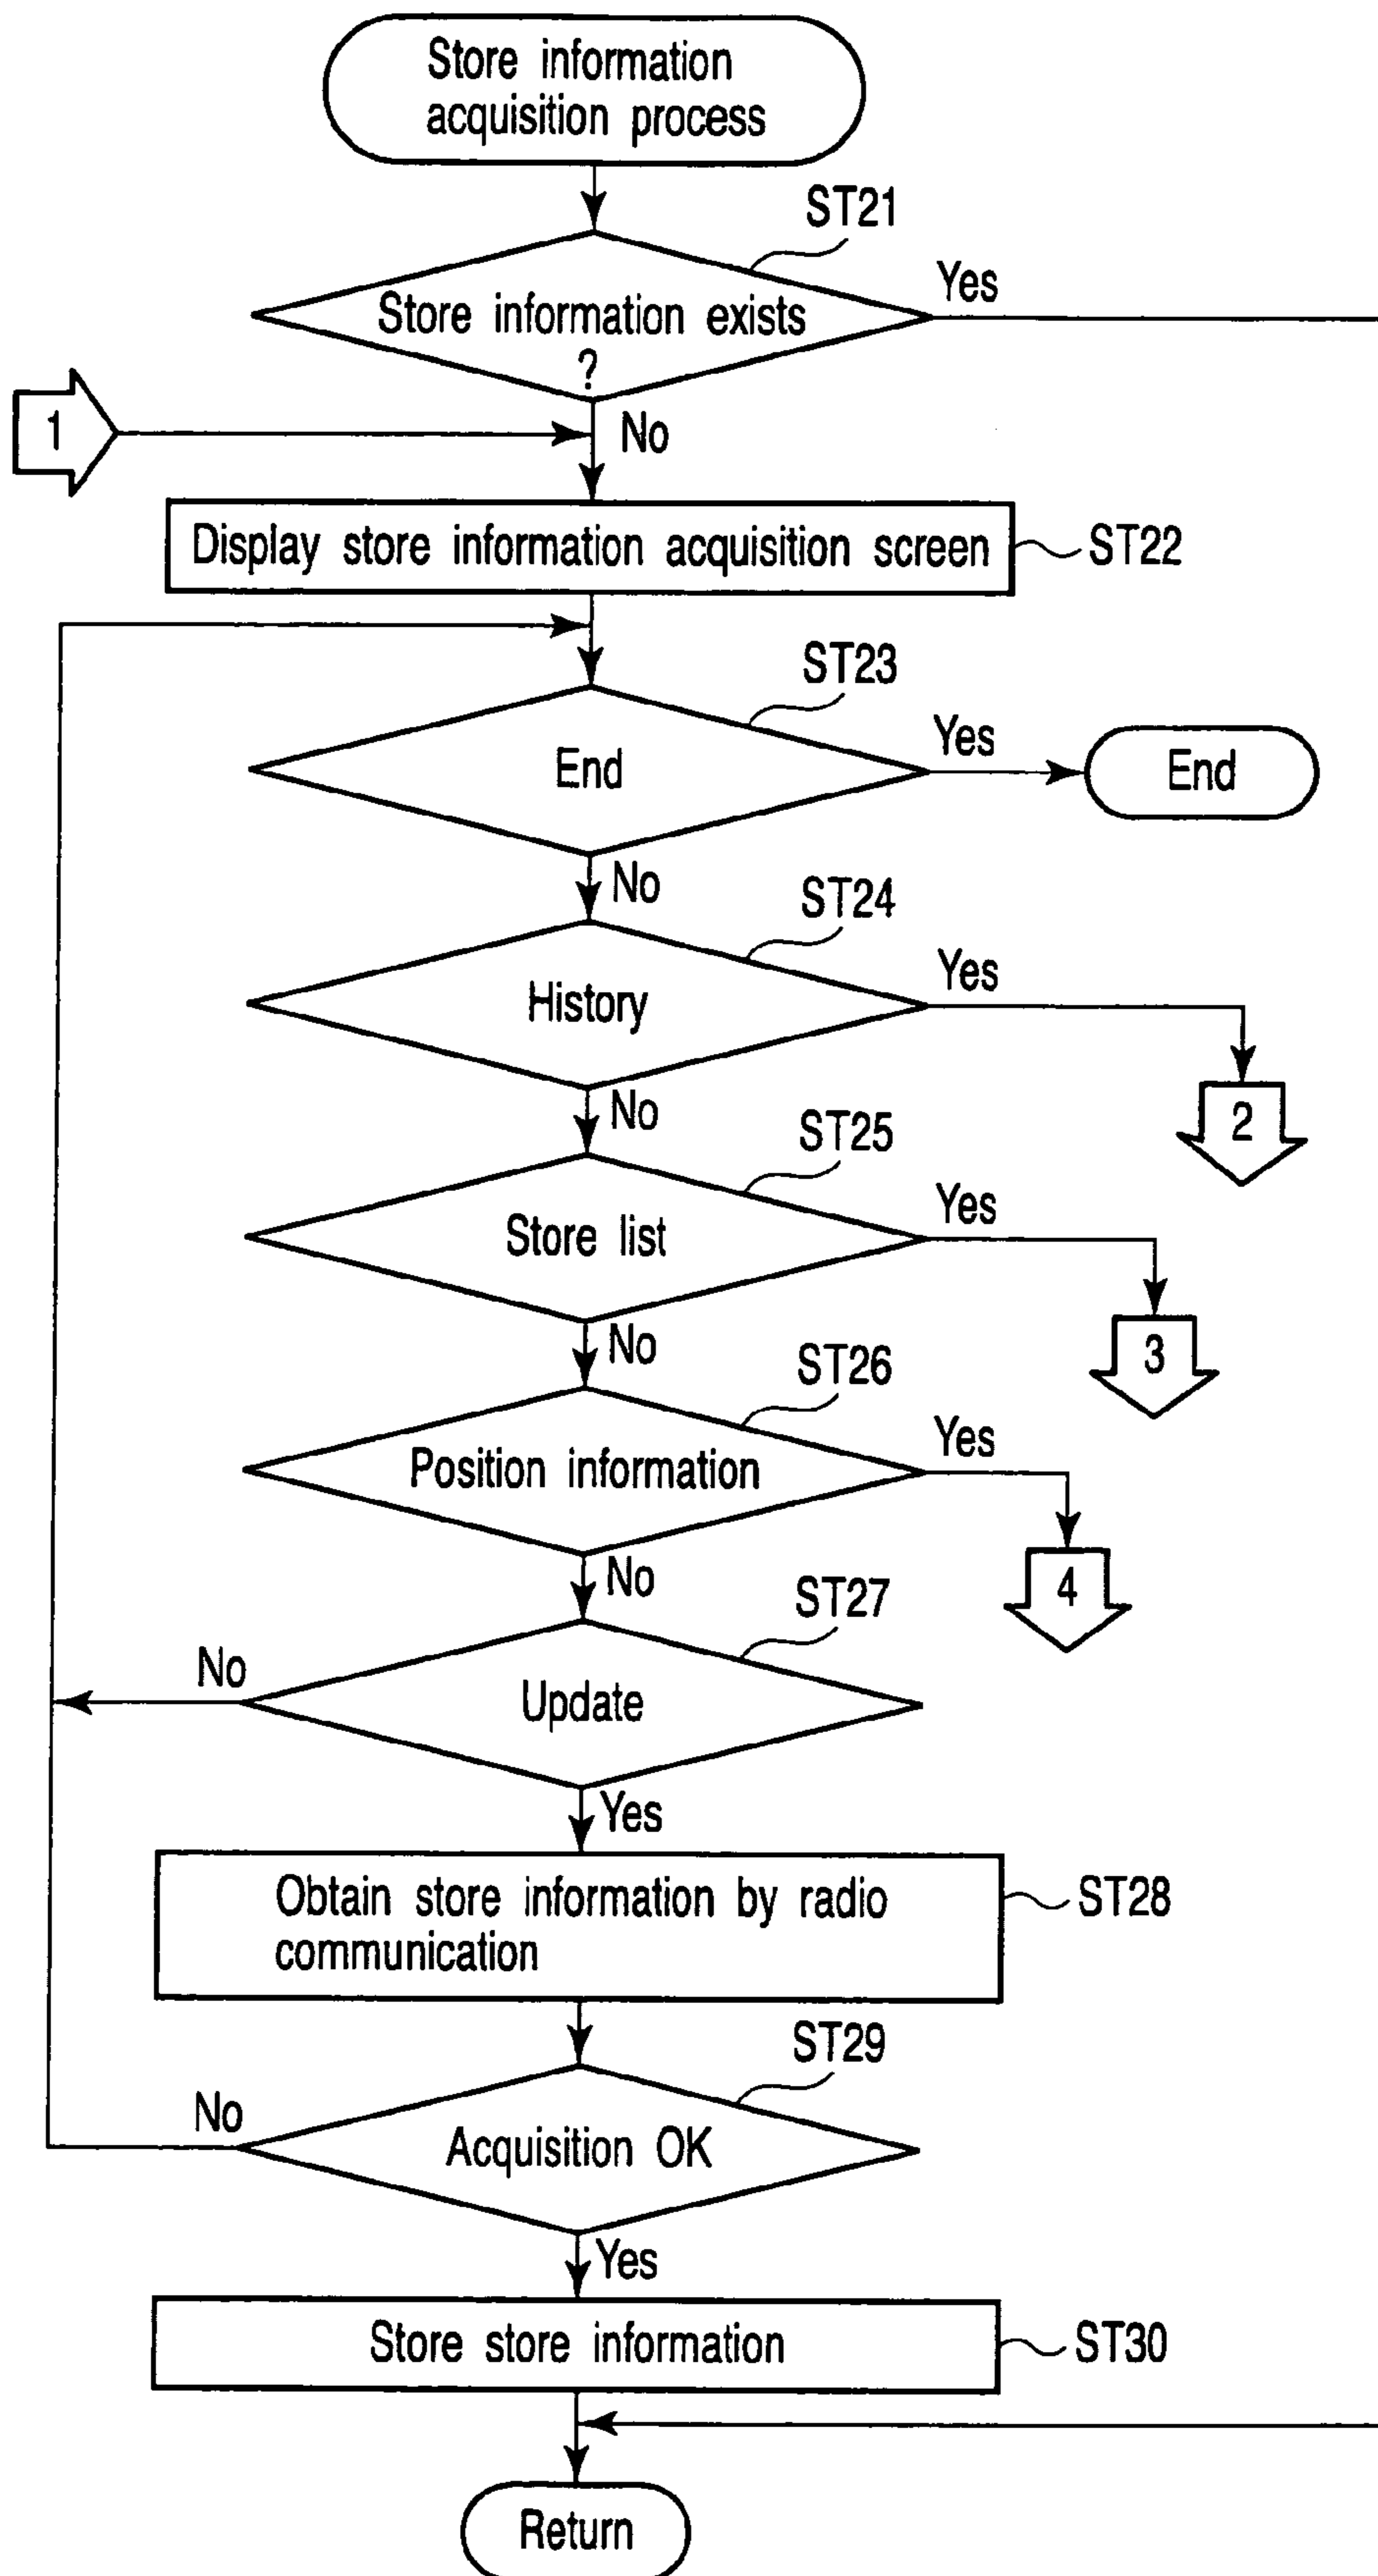 Store information
acquisition process
ST21
Store information exists
?
Yes
1
No
Display store information acquisition screen
ST22
ST23
End
Yes
End
No
ST24
History
Yes
2
No
ST25
Store list
Yes
3
No
ST26
Position information
Yes
4
No
ST27
No
Update
Yes
Obtain store information by radio
communication
ST28
ST29
No
Acquisition OK
Yes
Store store information
ST30
Return